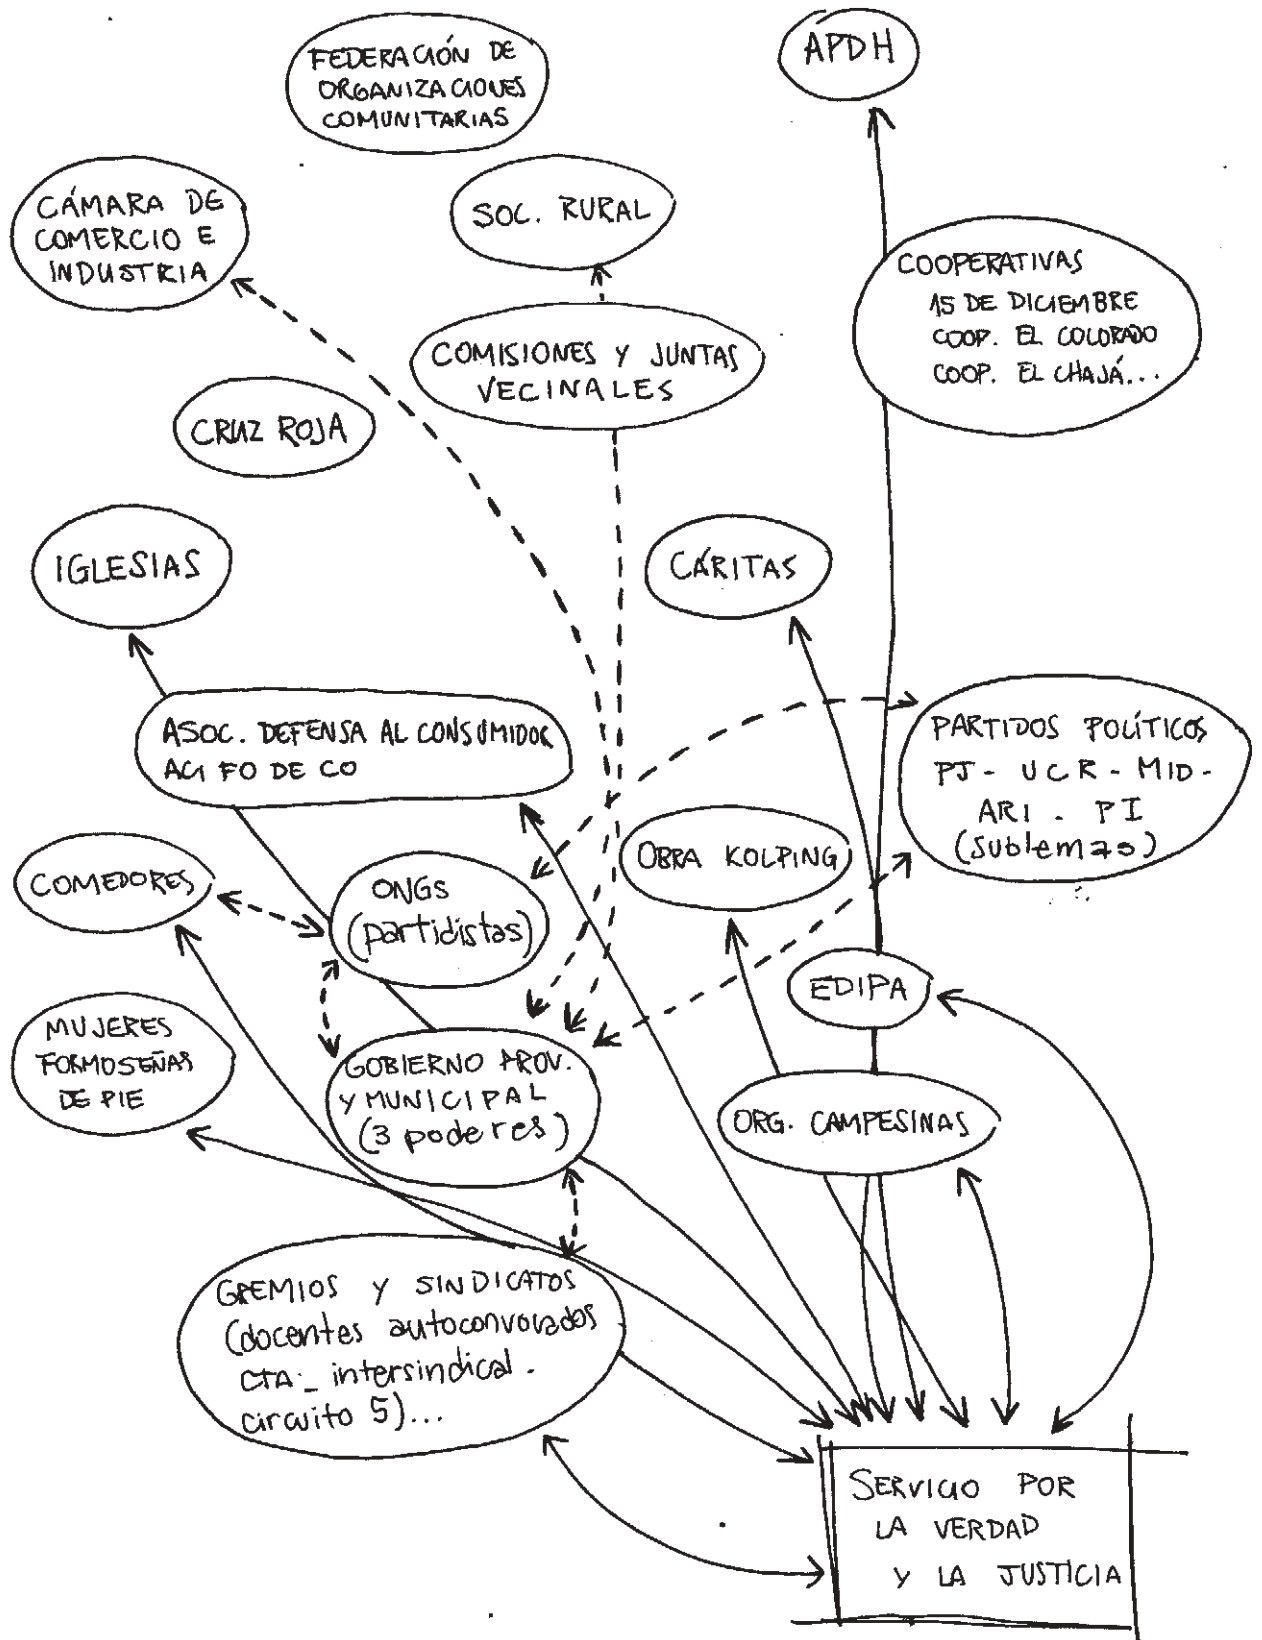 FEDERACIÓN DE
ORGANIZACIONES
COMUNITARIAS
APDH
CÁMARA DE
COMERCIO E
INDUSTRIA
SOC. RURAL
COOPERATIVAS
15 DE DICIEMBRE
COOP. EL COLORADO
COOP. EL CHAJÁ...
COMISIONES Y JUNTAS
VECINALES
CRUZ ROJA
IGLESIAS
CÁRITAS
ASOC. DEFENSA AL CONSUMIDOR
ACI FO DE CO
PARTIDOS POLÍTICOS
PJ - UCR - MID -
ARI - PI
(sublemas)
OBRA KOLPING
COMEDORES
ONGS
(partidistas)
EDIPA
MUJERES
FORMOSEÑAS
DE PIE
GOBIERNO PROV.
Y MUNICIPAL
(3 poderes)
ORG. CAMPESINAS
GREMIOS Y SINDICATOS
(docentes autoconvocados
CTA - intersindical.
circuito 5)...
SERVICIO POR
LA VERDAD
Y LA JUSTICIA